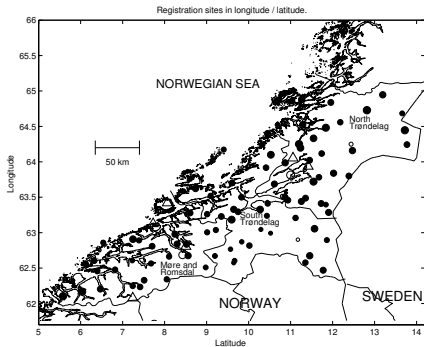 Registration sites in longitude / latitude.
66
65.5
65
64.5
64
63.5
63
62.5
62
Longitude
NORWEGIAN SEA
50 km
North
Trøndelag
South
Trøndelag
Møre and
Romsdal
NORWAY
SWEDEN
5 6 7 8 9 10 11 12 13 14
Latitude